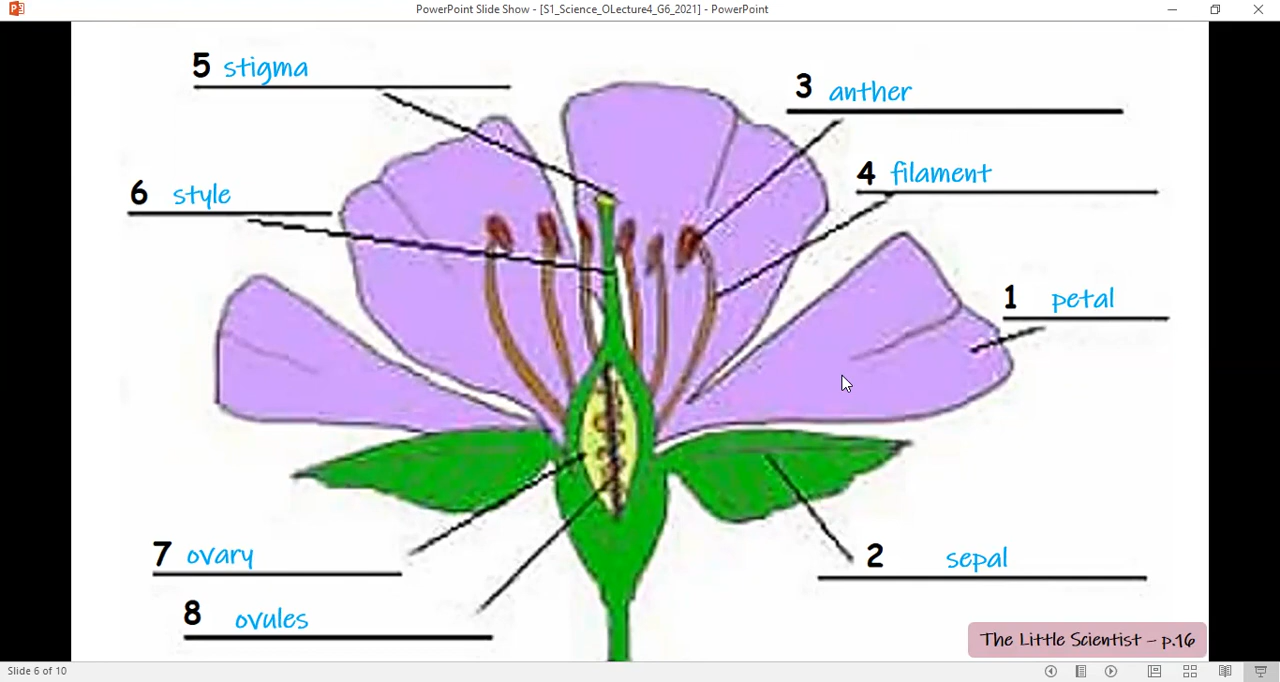 PowerPoint Slide Show - [S1_Science_OLecture4_G6_2021] - PowerPoint
5 stigma
3 anther
4 filament
6 style
1 petal
7 ovary
2 sepal
8 ovules
The Little Scientist - p.16
Slide 6 of 10